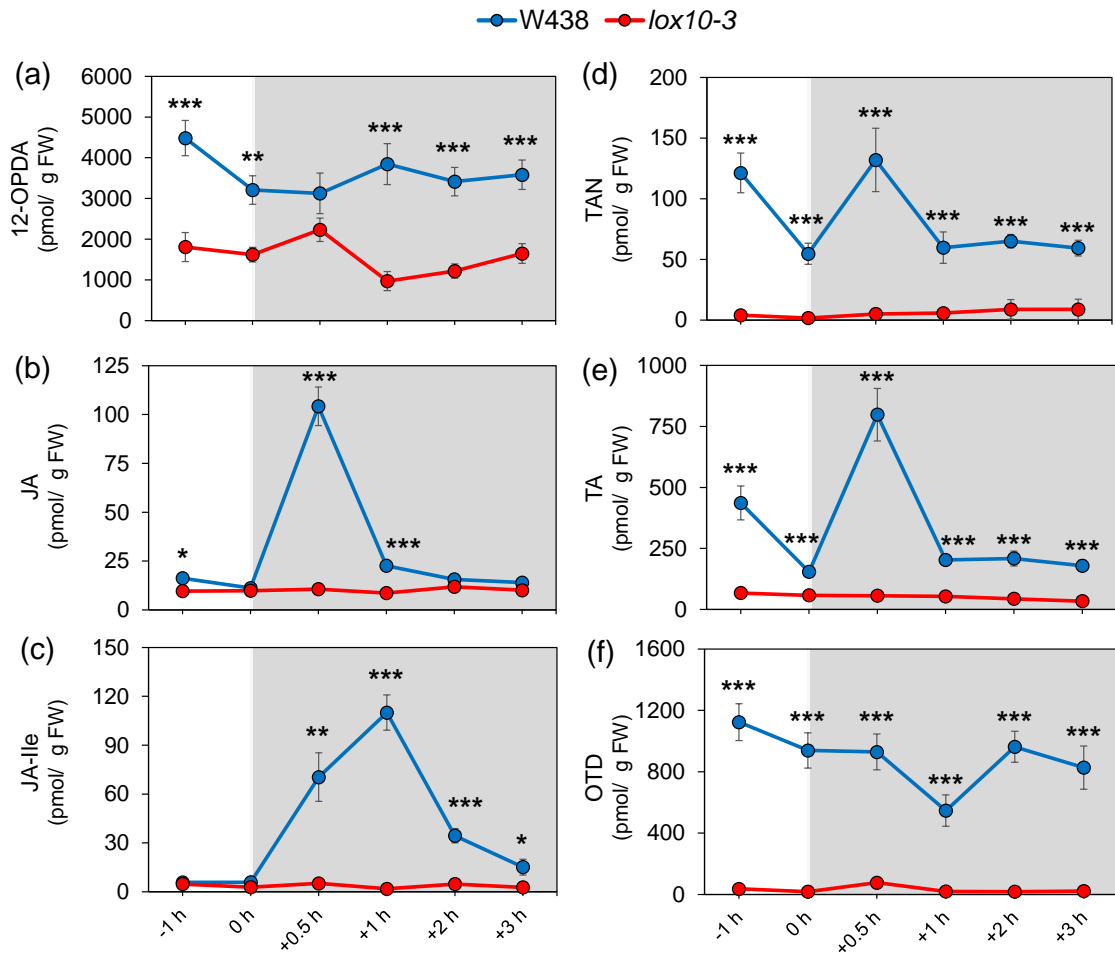 W438 lox10-3
(a)
12-OPDA
(pmol/ g FW)
6000
5000
4000
3000
2000
1000
0
***
**
***
***
***
(b)
JA
(pmol/ g FW)
125
100
75
50
25
0
*
***
***
(c)
JA-Ile
(pmol/ g FW)
150
120
90
60
30
0
**
***
***
*
-1 h
0 h
+0.5 h
+1 h
+2 h
+3 h
(d)
TAN
(pmol/ g FW)
200
150
100
50
0
***
***
***
***
***
***
(e)
TA
(pmol/ g FW)
1000
750
500
250
0
***
***
***
***
***
***
(f)
OTD
(pmol/ g FW)
1600
1200
800
400
0
***
***
***
***
***
***
-1 h
0 h
+0.5 h
+1 h
+2 h
+3 h